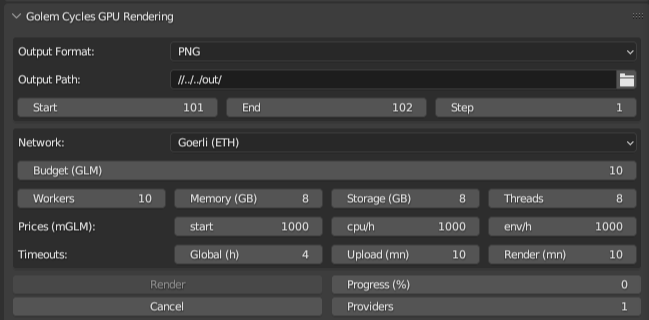 Golem Cycles GPU Rendering
Output Format: PNG
Output Path: //../../out/
Start 101 End 102 Step 1
Network: Goerli (ETH)
Budget (GLM) 10
Workers 10 Memory (GB) 8 Storage (GB) 8 Threads 8
Prices (mGLM): start 1000 cpu/h 1000 env/h 1000
Timeouts: Global (h) 4 Upload (mn) 10 Render (mn) 10
Render Progress (%) 0
Cancel Providers 1